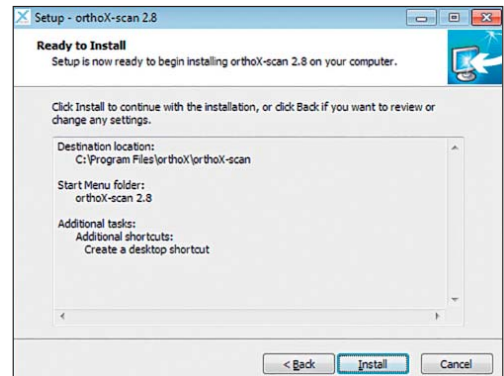 Setup - orthoX-scan 2.8
Ready to Install
Setup is now ready to begin installing orthoX-scan 2.8 on your computer.
Click Install to continue with the installation, or click Back if you want to review or
change any settings.
Destination location:
C:\Program Files\orthoX\orthoX-scan
Start Menu folder:
orthoX-scan 2.8
Additional tasks:
Additional shortcuts:
Create a desktop shortcut
< Back Install Cancel